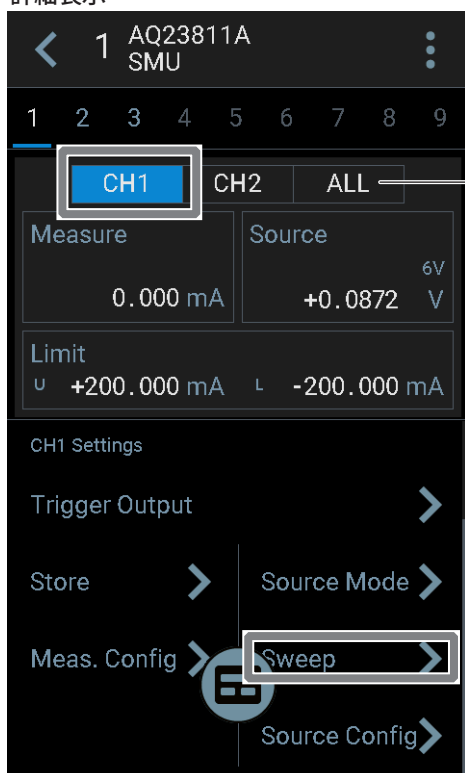 1 AQ23811A
SMU
1 2 3 4 5 6 7 8 9
CH1 CH2 ALL
Measure Source
6V
0.000 mA +0.0872 V
Limit
U +200.000 mA L -200.000 mA
CH1 Settings
Trigger Output
Store Source Mode
Meas. Config Sweep
Source Config